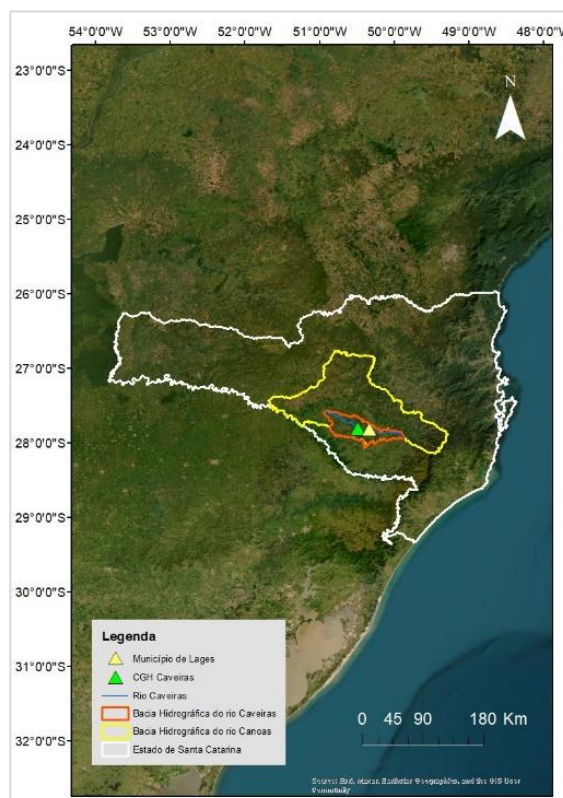 54°0'0"W 53°0'0"W 52°0'0"W 51°0'0"W 50°0'0"W 49°0'0"W 48°0'0"W
23°0'0"S
24°0'0"S
25°0'0"S
26°0'0"S
27°0'0"S
28°0'0"S
29°0'0"S
30°0'0"S
31°0'0"S
32°0'0"S
N
Legenda
Município de Lages
CGH Caveiras
Rio Caveiras
Bacia Hidrográfica do rio Caveiras
Bacia Hidrográfica do rio Canoas
Estado de Santa Catarina
0 45 90 180 Km
Source: Esri, Maxar, Earthstar Geographics, and the GIS User
Community